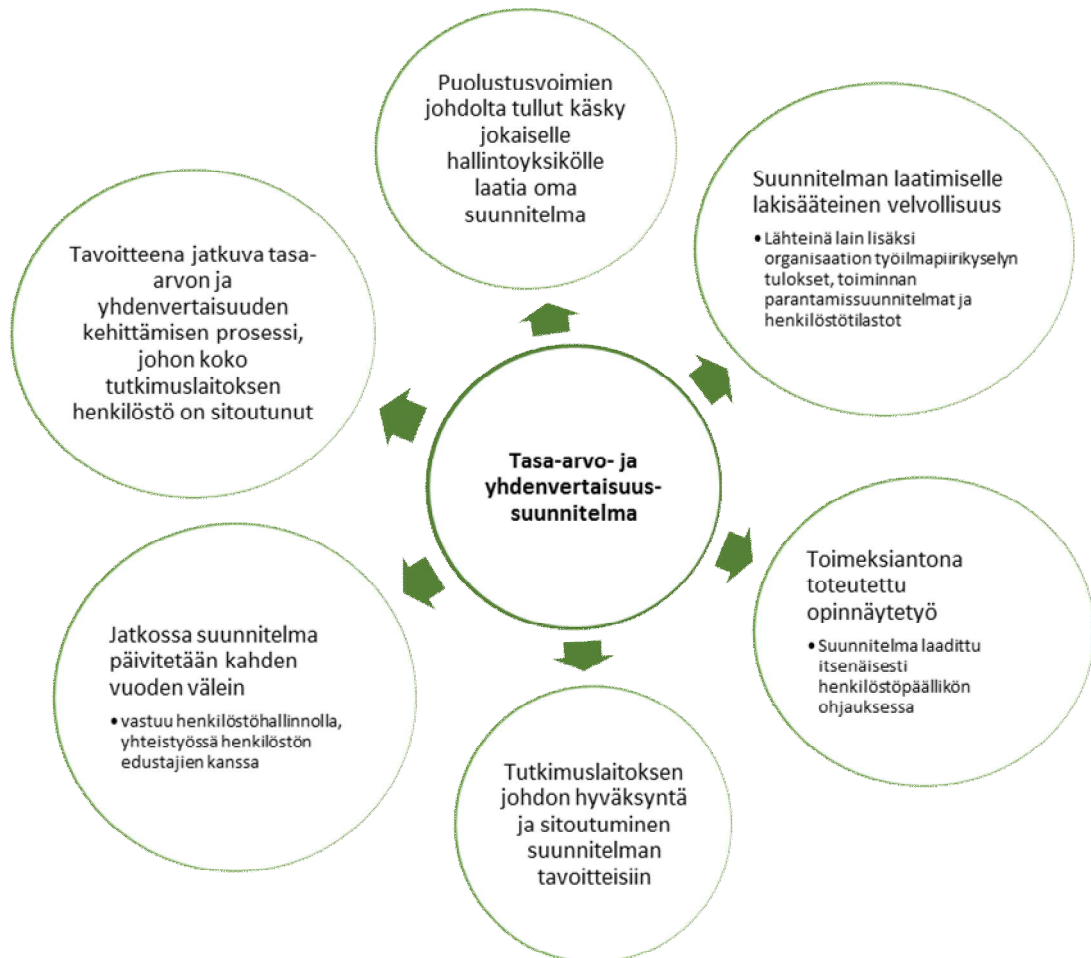 Puolustusvoimien
johdolta tullut käsky
jokaiselle
hallintoyksikölle
laatia oma
suunnitelma
Suunnitelman laatimiselle
lakisääteinen velvollisuus
• Lähteinä lain lisäksi
organisaation työilmapiirikyselyn
tulokset, toiminnan
parantamissuunnitelmat ja
henkilöstötilastot
Toimeksiantona
toteutettu
opinnäytetyö
• Suunnitelma laadittu
itsenäisesti
henkilöstöpäällikön
ohjauksessa
Tutkimuslaitoksen
johdon hyväksyntä
ja sitoutuminen
suunnitelman
tavoitteisiin
Jatkossa suunnitelma
päivitetään kahden
vuoden välein
• vastuu henkilöstöhallinnolla,
yhteistyössä henkilöstön
edustajien kanssa
Tavoitteena jatkuva tasa-
arvon ja
yhdenvertaisuuden
kehittämisen prosessi,
johon koko
tutkimuslaitoksen
henkilöstö on sitoutunut
Tasa-arvo- ja
yhdenvertaisuus-
suunnitelma